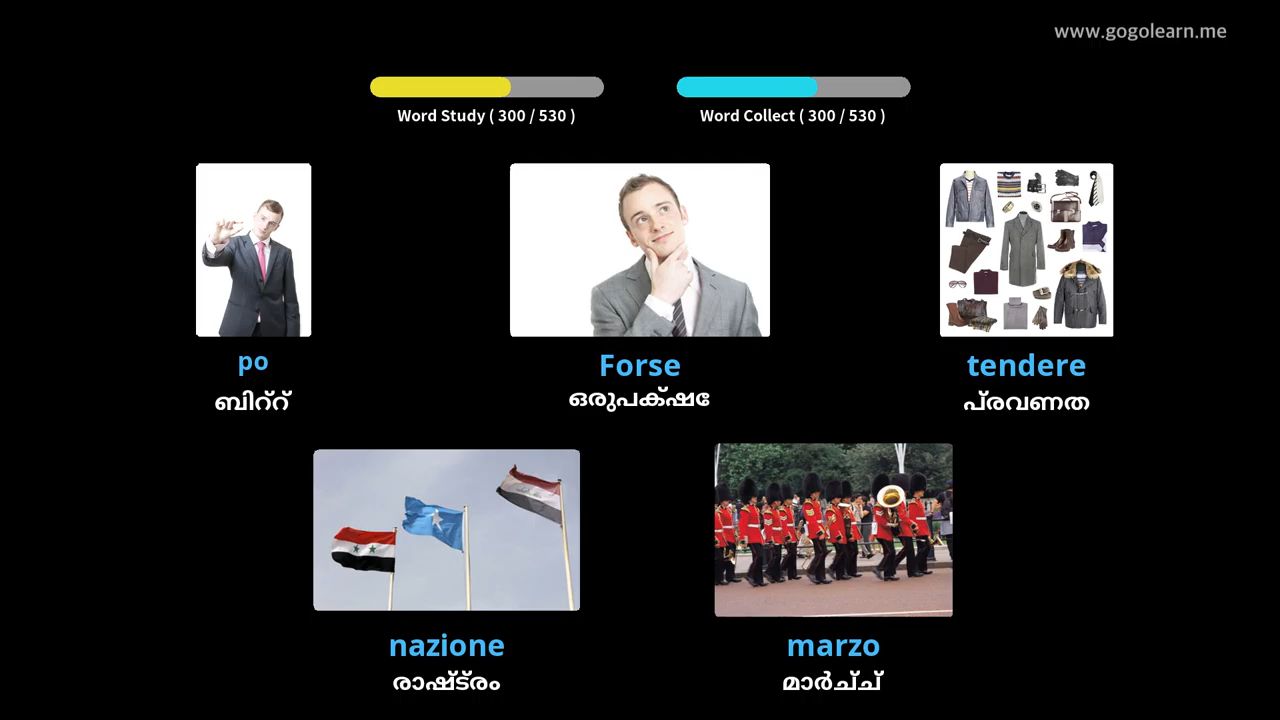 www.gogolearn.me
Word Study ( 300 / 530 )
Word Collect ( 300 / 530 )
po
ബിറ്റ്
Forse
ഒരുപക്ഷേ
tendere
പ്രവണത
nazione
രാഷ്ട്രം
marzo
മാർച്ച്